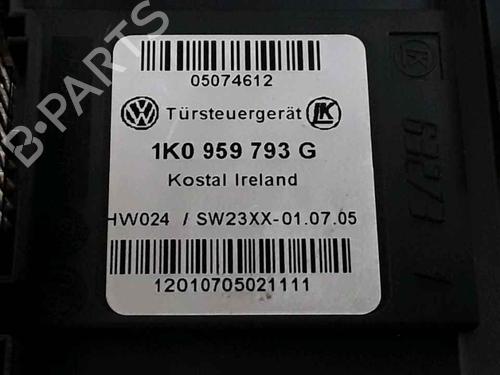 05074612
Türsteuergerät
1K0 959 793 G
Kostal Ireland
HW024 / SW23XX-01.07.05
12010705021111
B-Parts